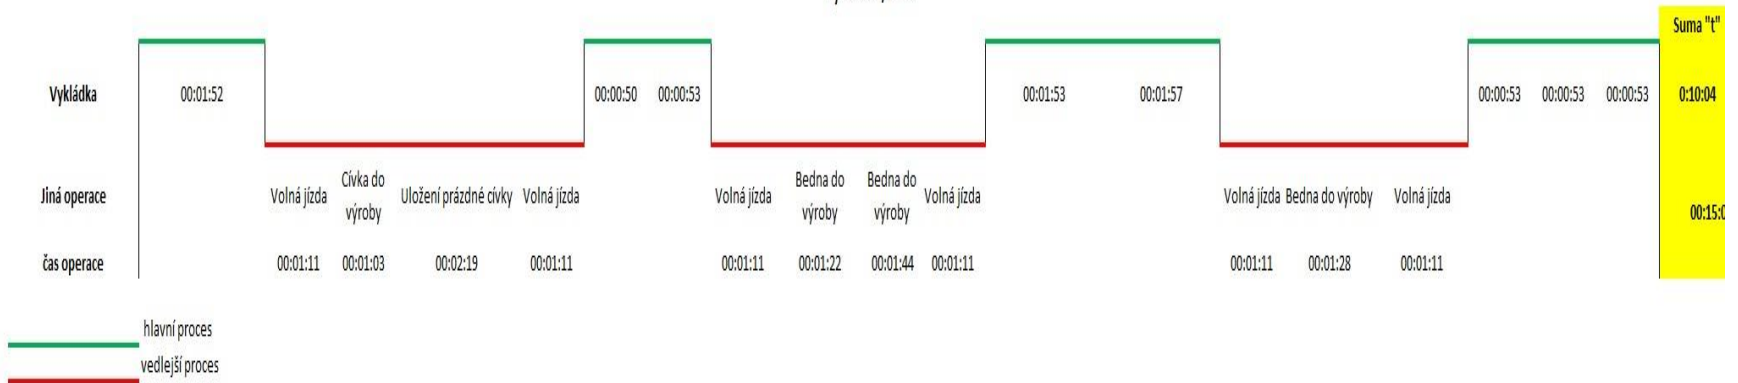 Suma "t"
Vykládka 00:01:52 00:00:50 00:00:53 00:01:53 00:01:57 00:00:53 00:00:53 00:00:53 0:10:04
Jiná operace Volná jízda Cívka do výroby Uložení prázdné cívky Volná jízda Volná jízda Bedna do výroby Bedna do výroby Volná jízda Volná jízda Bedna do výroby Volná jízda
čas operace 00:01:11 00:01:03 00:02:19 00:01:11 00:01:11 00:01:22 00:01:44 00:01:11 00:01:11 00:01:28 00:01:11
hlavní proces
vedlejší proces